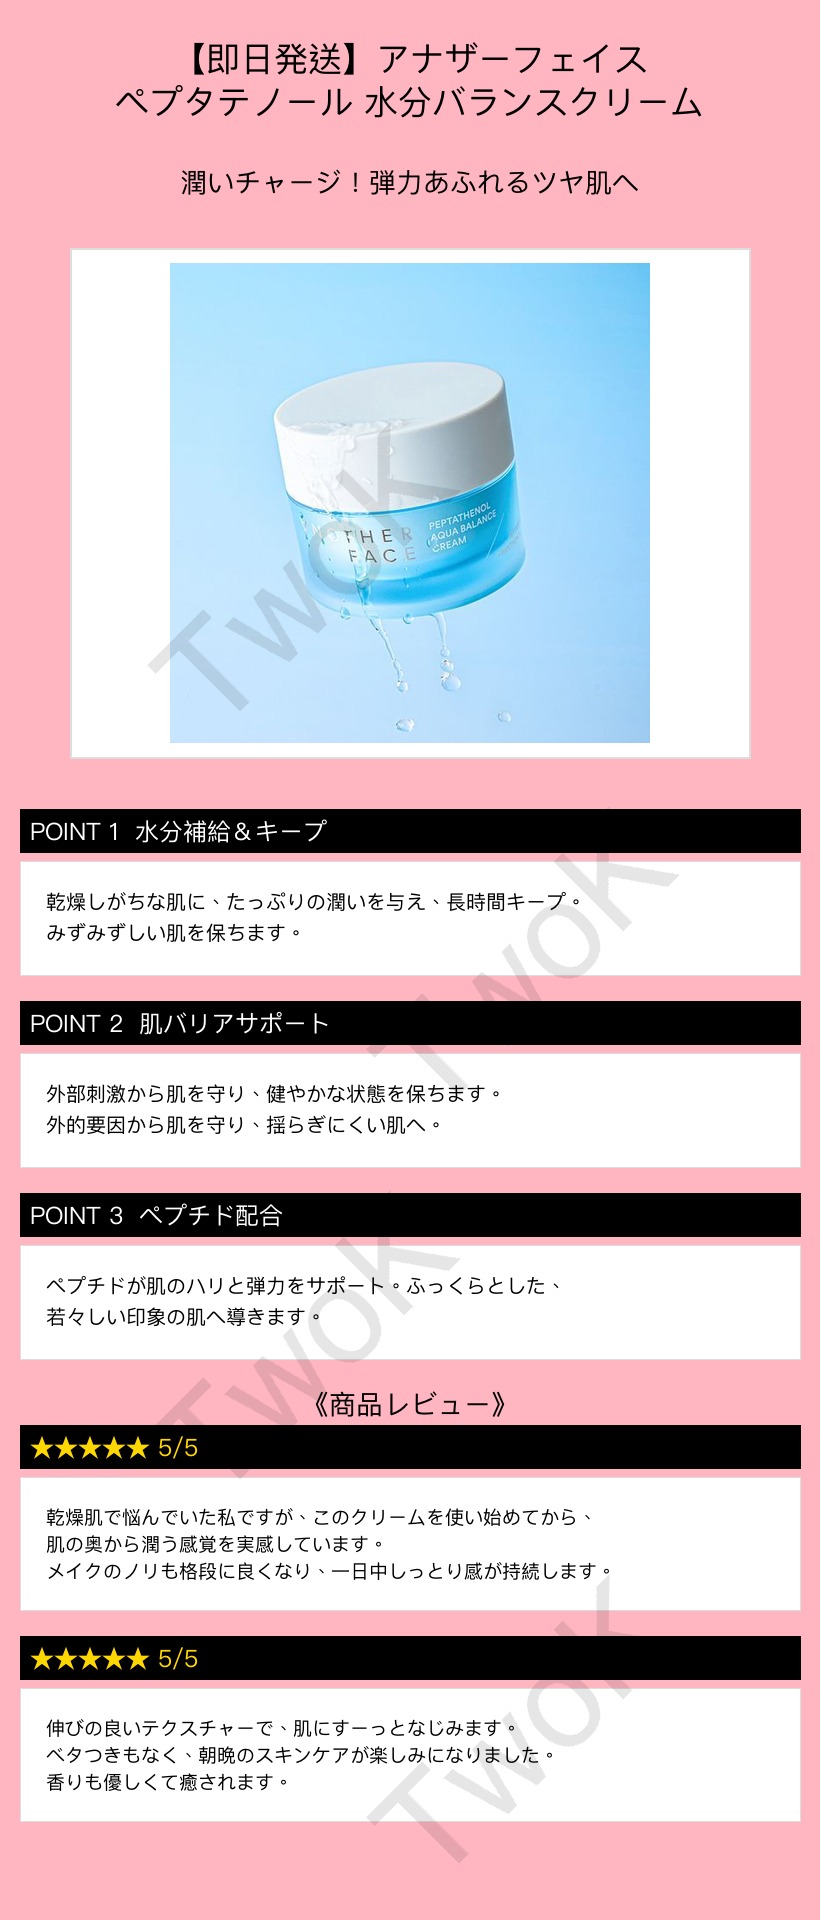 【即日発送】アナザーフェイス
ペプタテノール 水分バランスクリーム
潤いチャージ！弾力あふれるツヤ肌へ
ANOTHER
FACE
PEPTATHENOL
AQUA BALANCE
CREAM
TwoK
POINT 1 水分補給＆キープ
乾燥しがちな肌に、たっぷりの潤いを与え、長時間キープ。
みずみずしい肌を保ちます。
TwoK
POINT 2 肌バリアサポート
外部刺激から肌を守り、健やかな状態を保ちます。
外的要因から肌を守り、揺らぎにくい肌へ。
POINT 3 ペプチド配合
ペプチドが肌のハリと弾力をサポート。ふっくらとした、
若々しい印象の肌へ導きます。
TwoK
《商品レビュー》
★★★★★ 5/5
乾燥肌で悩んでいた私ですが、このクリームを使い始めてから、
肌の奥から潤う感覚を実感しています。
メイクのノリも格段に良くなり、一日中しっとり感が持続します。
★★★★★ 5/5
伸びの良いテクスチャーで、肌にすーっとなじみます。
ベタつきもなく、朝晩のスキンケアが楽しみになりました。
香りも優しくて癒されます。
TwoK